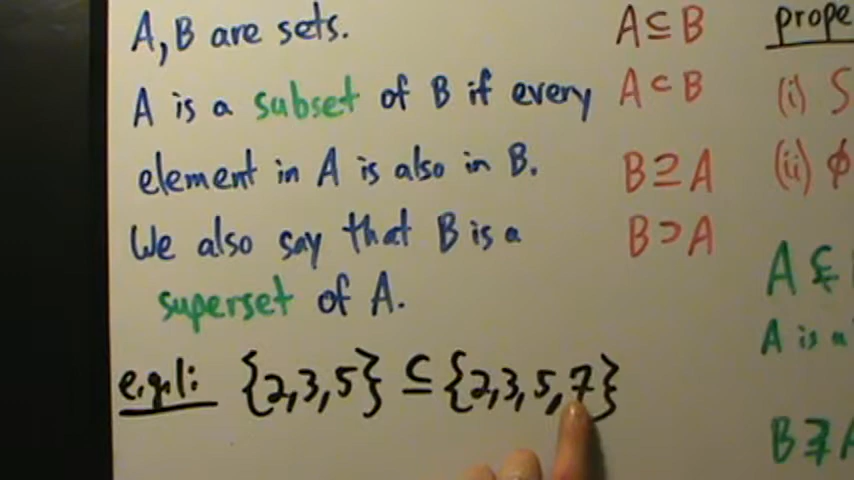 A, B are sets.
A is a subset of B if every
element in A is also in B.
We also say that B is a
superset of A.
e.g.1: {2,3,5} ⊆ {2,3,5,7}
A ⊆ B
A ⊂ B
B ⊇ A
B ⊃ A
(i) S
(ii) ϕ
A ⊊
A is a
B ⊋ A